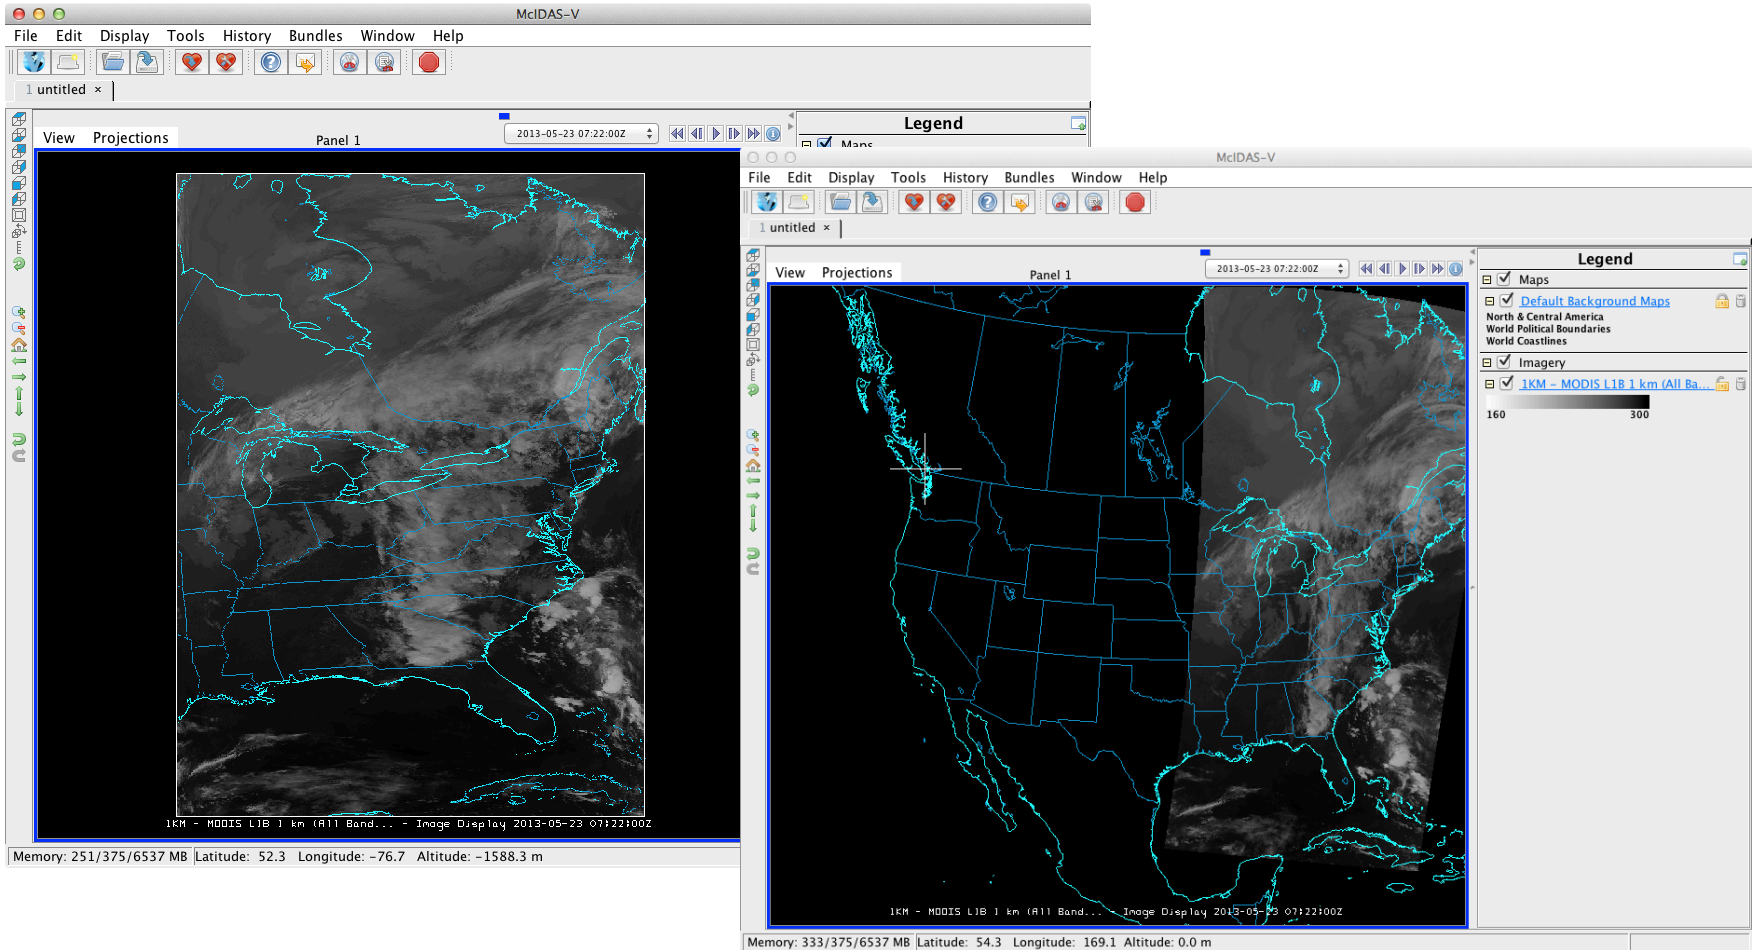 McIDAS-V
File Edit Display Tools History Bundles Window Help
1 untitled ×
View Projections
Panel 1
2013-05-23 07:22:00Z
Legend
Maps
1KM - MODIS L1B 1 km (All Band... - Image Display 2013-05-23 07:22:00Z
Memory: 251/375/6537 MB Latitude: 52.3 Longitude: -76.7 Altitude: -1588.3 m
McIDAS-V
File Edit Display Tools History Bundles Window Help
1 untitled ×
View Projections
Panel 1
2013-05-23 07:22:00Z
Legend
Maps
Default Background Maps
North & Central America
World Political Boundaries
World Coastlines
Imagery
1KM - MODIS L1B 1 km (All Ba...
160 300
1KM - MODIS L1B 1 km (All Band... - Image Display 2013-05-23 07:22:00Z
Memory: 333/375/6537 MB Latitude: 54.3 Longitude: 169.1 Altitude: 0.0 m